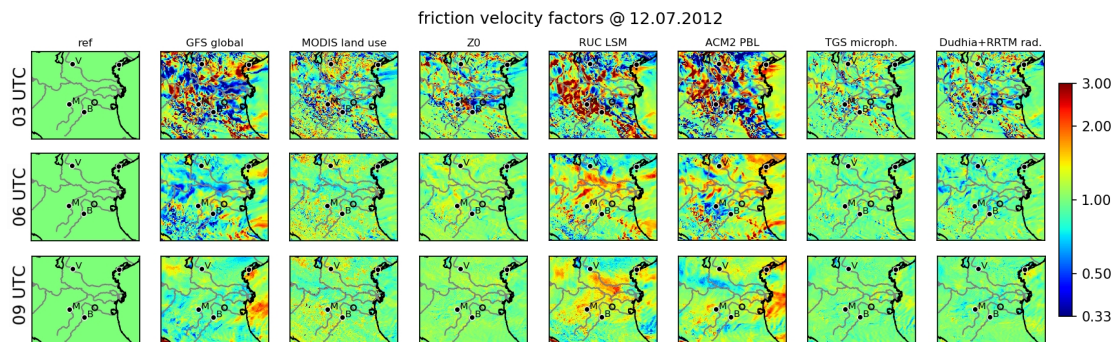 friction velocity factors @ 12.07.2012
ref GFS global MODIS land use Z0 RUC LSM ACM2 PBL TGS microph. Dudhia+RRTM rad.
03 UTC
V V V V V V V V
M M M M M M M M
B B B B B B B B
06 UTC
V V V V V V V V
M M M M M M M M
B B B B B B B B
09 UTC
V V V V V V V V
M M M M M M M M
B B B B B B B B
3.00
2.00
1.00
0.50
0.33